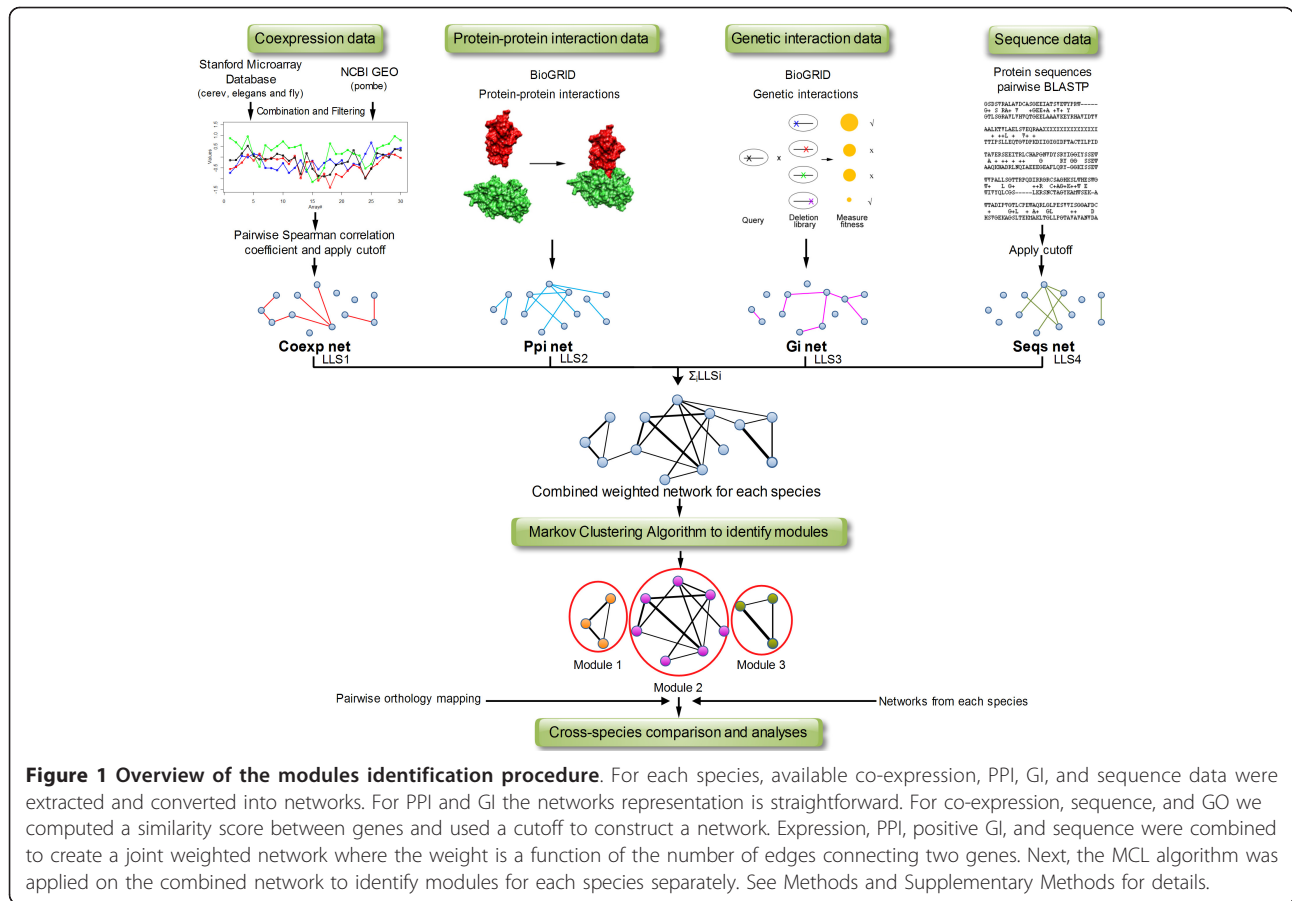 Coexpression data
Protein-protein interaction data
Genetic interaction data
Sequence data
Stanford Microarray
Database
(cerev, elegans and fly)
NCBI GEO
(pombe)
Combination and Filtering
Values
Arrays
0 5 10 15 20 25 30
Pairwise Spearman correlation
coefficient and apply cutoff
BioGRID
Protein-protein interactions
BioGRID
Genetic interactions
x
√
x
x
√
Query
Deletion
library
Measure
fitness
Protein sequences
pairwise BLASTP
Apply cutoff
Coexp net
Ppi net
Gi net
Seqs net
LLS1
LLS2
LLS3
LLS4
ΣiLLSi
Combined weighted network for each species
Markov Clustering Algorithm to identify modules
Module 1
Module 2
Module 3
Pairwise orthology mapping
Networks from each species
Cross-species comparison and analyses
Figure 1 Overview of the modules identification procedure. For each species, available co-expression, PPI, GI, and sequence data were
extracted and converted into networks. For PPI and GI the networks representation is straightforward. For co-expression, sequence, and GO we
computed a similarity score between genes and used a cutoff to construct a network. Expression, PPI, positive GI, and sequence were combined
to create a joint weighted network where the weight is a function of the number of edges connecting two genes. Next, the MCL algorithm was
applied on the combined network to identify modules for each species separately. See Methods and Supplementary Methods for details.